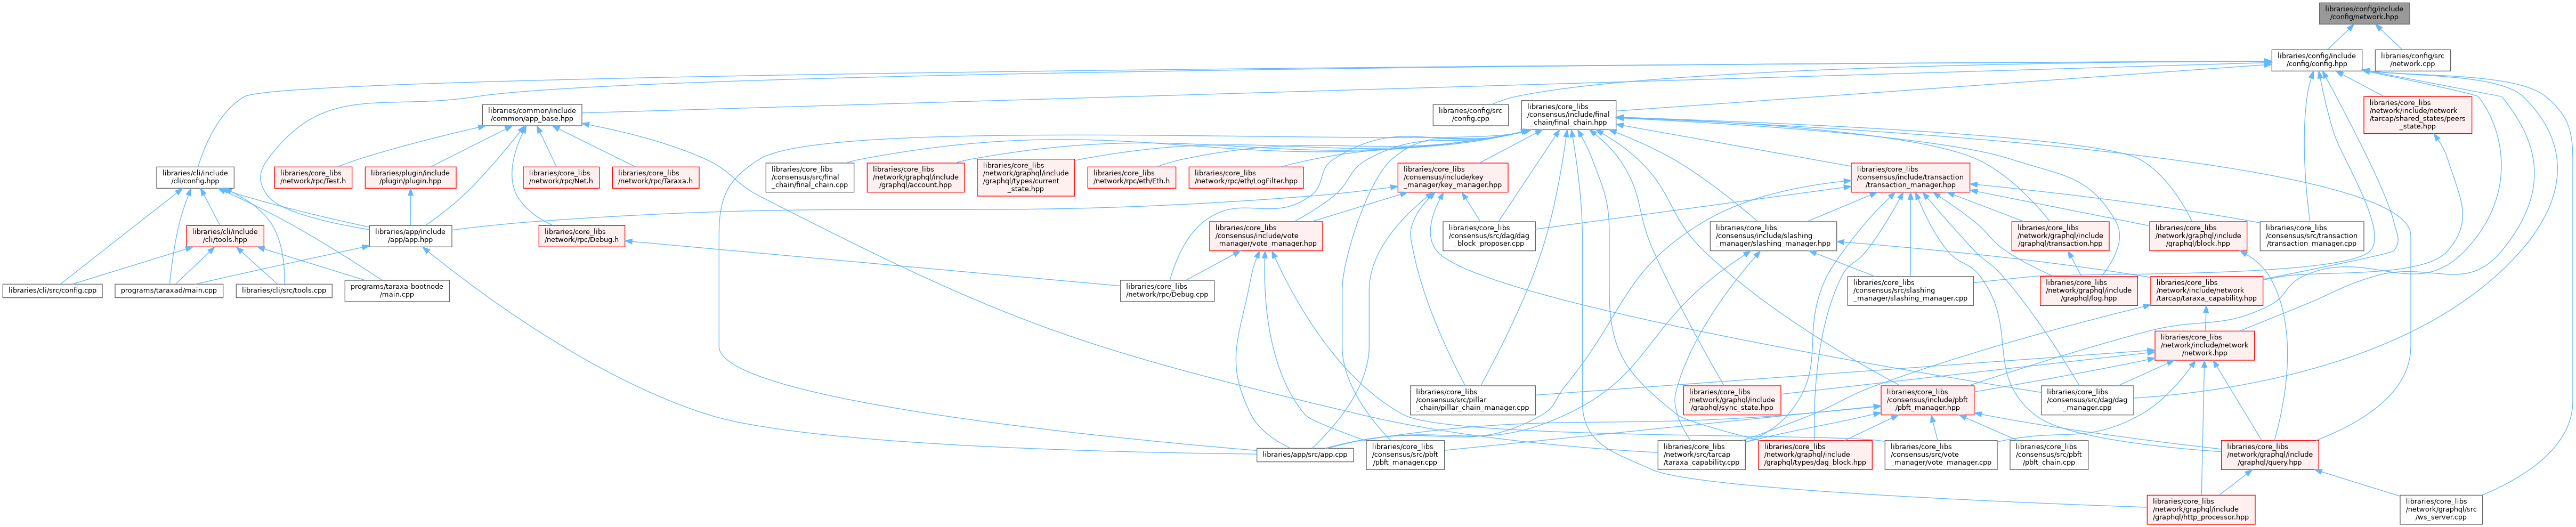 libraries/config/include
/config/network.hpp
libraries/config/include
/config/config.hpp
libraries/config/src
/network.cpp
libraries/common/include
/common/app_base.hpp
libraries/config/src
/config.cpp
libraries/core_libs
/consensus/include/final
_chain/final_chain.hpp
libraries/core_libs
/network/include/network
/tarcap/shared_states/peers
_state.hpp
libraries/cli/include
/cli/config.hpp
libraries/core_libs
/network/rpc/Test.h
libraries/plugin/include
/plugin/plugin.hpp
libraries/core_libs
/network/rpc/Net.h
libraries/core_libs
/network/rpc/Taraxa.h
libraries/core_libs
/consensus/src/final
_chain/final_chain.cpp
libraries/core_libs
/network/graphql/include
/graphql/account.hpp
libraries/core_libs
/network/graphql/include
/graphql/types/current
_state.hpp
libraries/core_libs
/network/rpc/eth/Eth.h
libraries/core_libs
/network/rpc/eth/LogFilter.hpp
libraries/core_libs
/consensus/include/key
_manager/key_manager.hpp
libraries/core_libs
/consensus/include/transaction
/transaction_manager.hpp
libraries/cli/include
/cli/tools.hpp
libraries/app/include
/app/app.hpp
libraries/core_libs
/network/rpc/Debug.h
libraries/core_libs
/consensus/include/vote
_manager/vote_manager.hpp
libraries/core_libs
/consensus/src/dag/dag
_block_proposer.cpp
libraries/core_libs
/consensus/include/slashing
_manager/slashing_manager.hpp
libraries/core_libs
/network/graphql/include
/graphql/transaction.hpp
libraries/core_libs
/network/graphql/include
/graphql/block.hpp
libraries/core_libs
/consensus/src/transaction
/transaction_manager.cpp
libraries/cli/src/config.cpp
programs/taraxad/main.cpp
libraries/cli/src/tools.cpp
programs/taraxa-bootnode
/main.cpp
libraries/core_libs
/network/rpc/Debug.cpp
libraries/core_libs
/consensus/src/slashing
_manager/slashing_manager.cpp
libraries/core_libs
/network/graphql/include
/graphql/log.hpp
libraries/core_libs
/network/include/network
/tarcap/taraxa_capability.hpp
libraries/core_libs
/network/include/network
/network.hpp
libraries/core_libs
/consensus/src/pillar
_chain/pillar_chain_manager.cpp
libraries/core_libs
/network/graphql/include
/graphql/sync_state.hpp
libraries/core_libs
/consensus/include/pbft
/pbft_manager.hpp
libraries/core_libs
/consensus/src/dag/dag
_manager.cpp
libraries/app/src/app.cpp
libraries/core_libs
/consensus/src/pbft
/pbft_manager.cpp
libraries/core_libs
/network/src/tarcap
/taraxa_capability.cpp
libraries/core_libs
/network/graphql/include
/graphql/types/dag_block.hpp
libraries/core_libs
/consensus/src/vote
_manager/vote_manager.cpp
libraries/core_libs
/consensus/src/pbft
/pbft_chain.cpp
libraries/core_libs
/network/graphql/include
/graphql/query.hpp
libraries/core_libs
/network/graphql/include
/graphql/http_processor.hpp
libraries/core_libs
/network/graphql/src
/ws_server.cpp